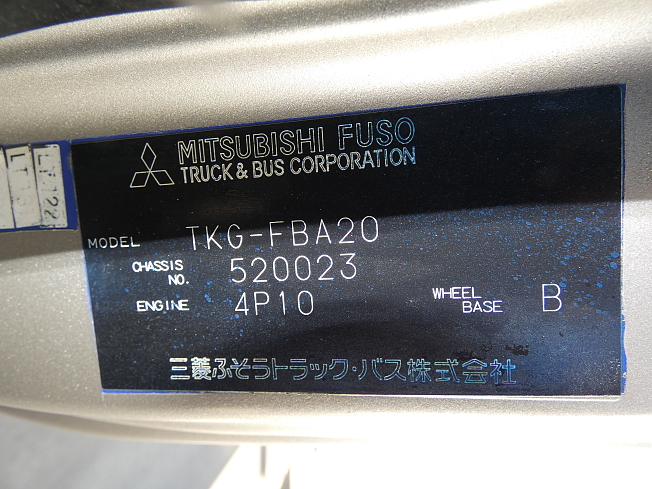 MITSUBISHI FUSO
TRUCK & BUS CORPORATION
MODEL TKG-FBA20
CHASSIS NO. 520023
ENGINE 4P10 WHEEL BASE B
三菱ふそうトラック・バス株式会社